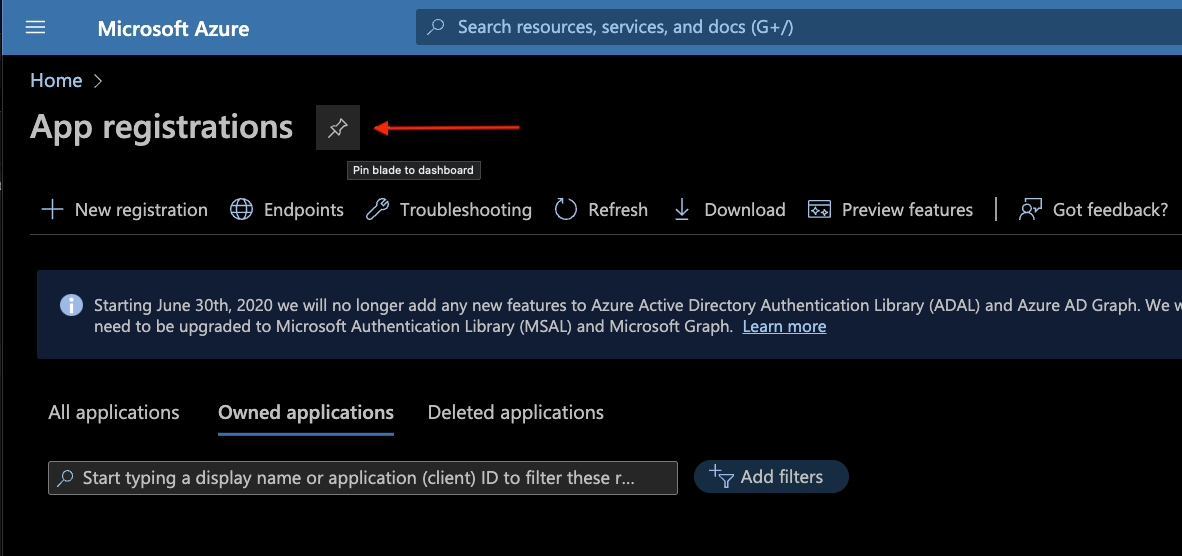 Microsoft Azure
Search resources, services, and docs (G+/)
Home
App registrations
Pin blade to dashboard
New registration Endpoints Troubleshooting Refresh Download Preview features Got feedback?
Starting June 30th, 2020 we will no longer add any new features to Azure Active Directory Authentication Library (ADAL) and Azure AD Graph. We
need to be upgraded to Microsoft Authentication Library (MSAL) and Microsoft Graph. Learn more
All applications Owned applications Deleted applications
Start typing a display name or application (client) ID to filter these r... Add filters